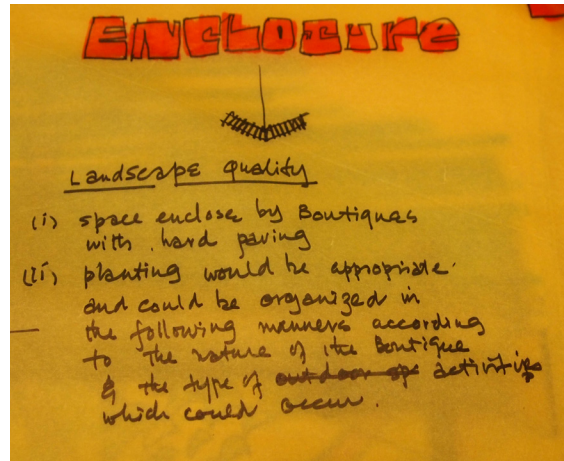 ENCLOSURE
Landscape Quality
(i) space enclose by Boutiques
with hard paving
(ii) planting would be appropriate.
and could be organized in
the following manners according
to the nature of the Boutique
& the type of outdoor sp activities
which could occur.